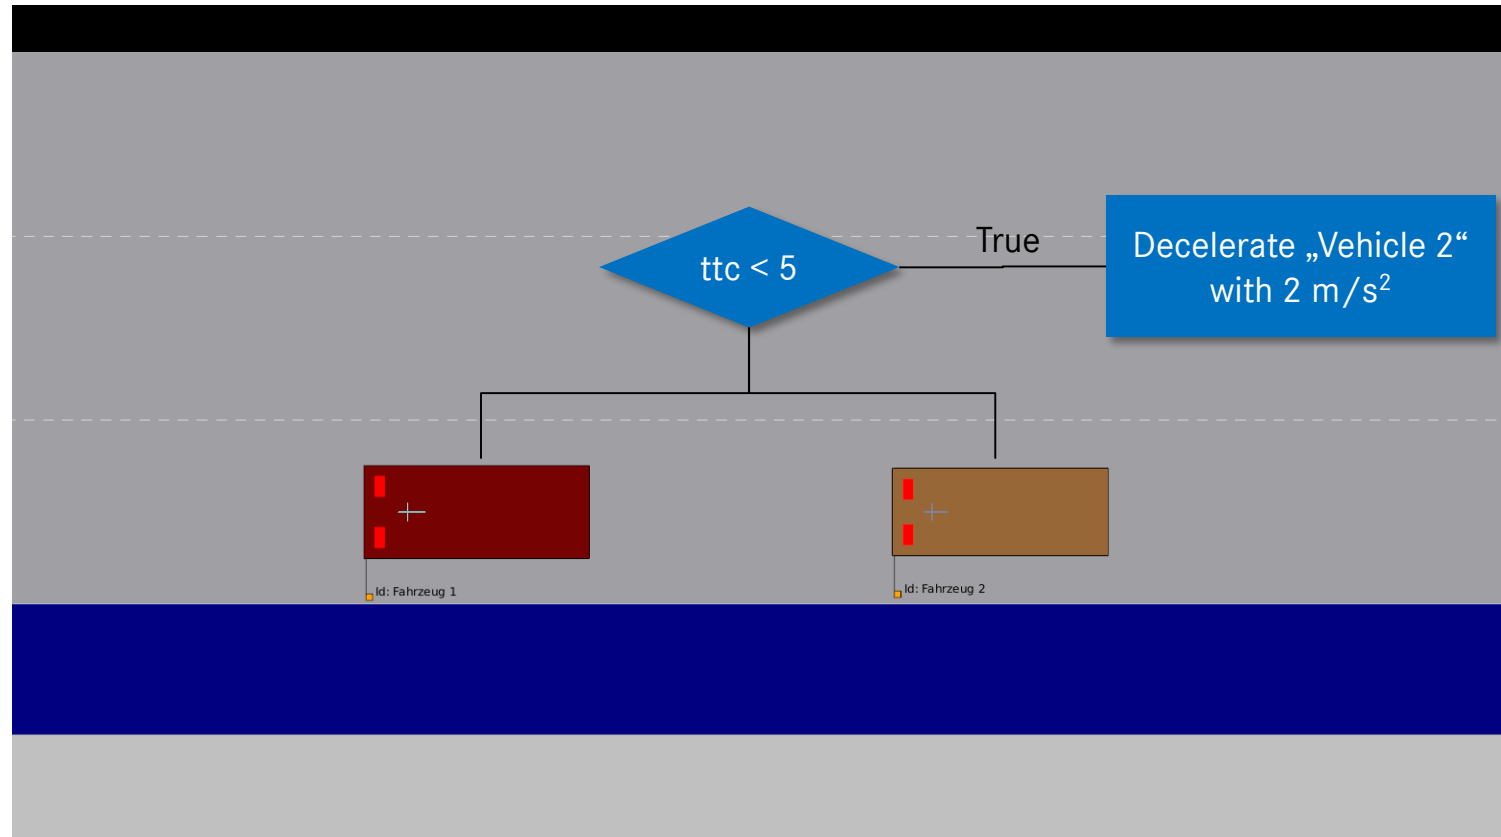 True
ttc < 5
Decelerate „Vehicle 2“
with 2 m/s²
Id: Fahrzeug 1
Id: Fahrzeug 2